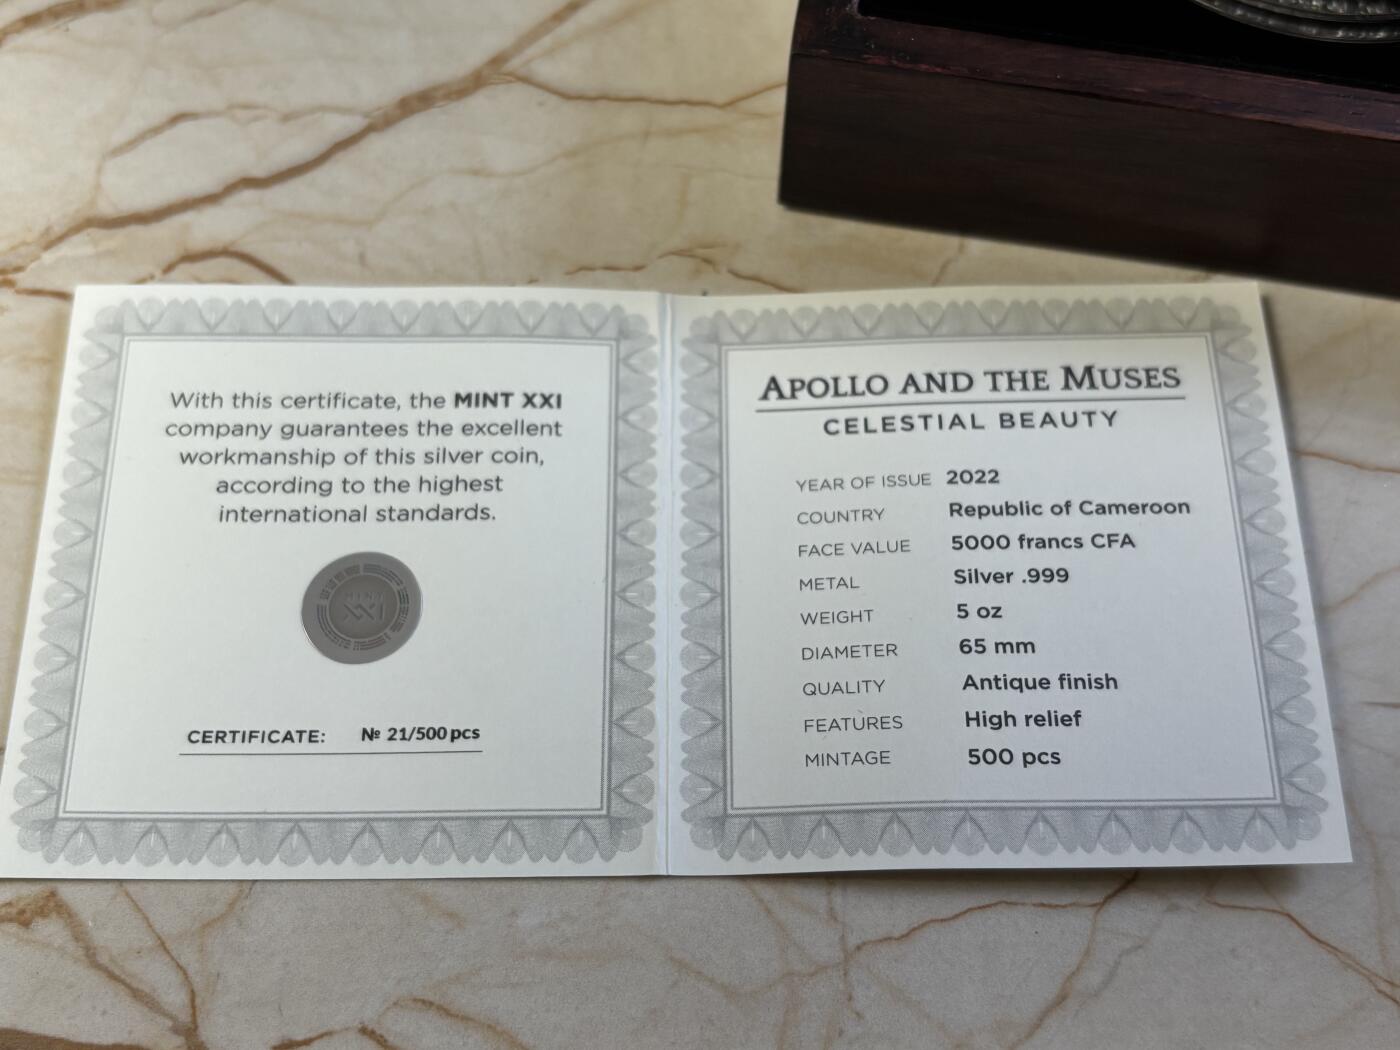 With this certificate, the MINT XXI
company guarantees the excellent
workmanship of this silver coin,
according to the highest
international standards.
MINT
XXI
CERTIFICATE: № 21/500 pcs
APOLLO AND THE MUSES
CELESTIAL BEAUTY
YEAR OF ISSUE 2022
COUNTRY Republic of Cameroon
FACE VALUE 5000 francs CFA
METAL Silver .999
WEIGHT 5 oz
DIAMETER 65 mm
QUALITY Antique finish
FEATURES High relief
MINTAGE 500 pcs